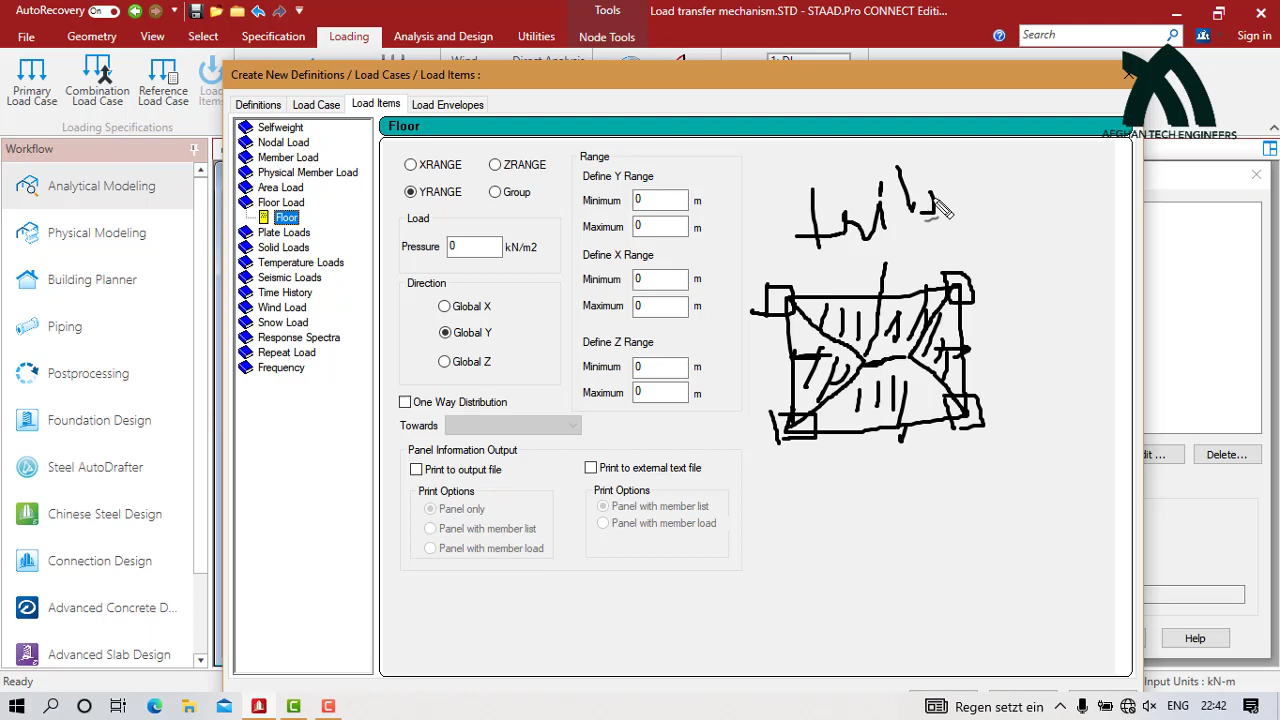 AutoRecovery On
Tools
Load transfer mechanism.STD - STAAD.Pro CONNECT Editi...
File
Geometry
View
Select
Specification
Loading
Analysis and Design
Utilities
Node Tools
Search
Sign in
Primary Load Case
Combination Load Case
Reference Load Case
Load Items
Loading Specifications
Create New Definitions / Load Cases / Load Items :
Definitions
Load Case
Load Items
Load Envelopes
AFGHAN TECH ENGINEERS
Workflow
Analytical Modeling
Physical Modeling
Building Planner
Piping
Postprocessing
Foundation Design
Steel AutoDrafter
Chinese Steel Design
Connection Design
Advanced Concrete D...
Advanced Slab Design
Selfweight
Nodal Load
Member Load
Physical Member Load
Area Load
Floor Load
Floor
Plate Loads
Solid Loads
Temperature Loads
Seismic Loads
Time History
Wind Load
Snow Load
Response Spectra
Repeat Load
Frequency
Floor
XRANGE
ZRANGE
YRANGE
Group
Load
Pressure 0 kN/m2
Direction
Global X
Global Y
Global Z
One Way Distribution
Towards
Range
Define Y Range
Minimum 0 m
Maximum 0 m
Define X Range
Minimum 0 m
Maximum 0 m
Define Z Range
Minimum 0 m
Maximum 0 m
Panel Information Output
Print to output file
Print Options
Panel only
Panel with member list
Panel with member load
Print to external text file
Print Options
Panel with member list
Panel with member load
dit ...
Delete...
Help
Ready
Input Units : kN-m
Regen setzt ein
ENG
22:42